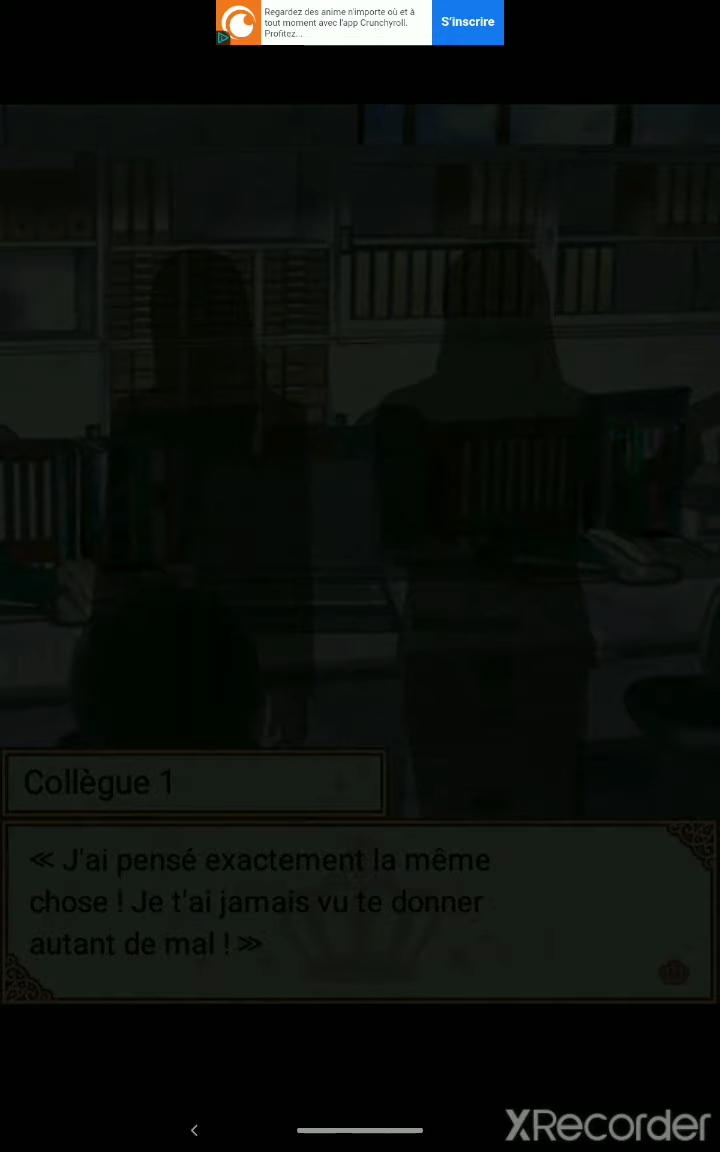 Regardez des anime n'importe où et à
tout moment avec l'app Crunchyroll.
Profitez...
S'inscrire
Collègue 1
« J'ai pensé exactement la même
chose ! Je t'ai jamais vu te donner
autant de mal ! »
XRecorder